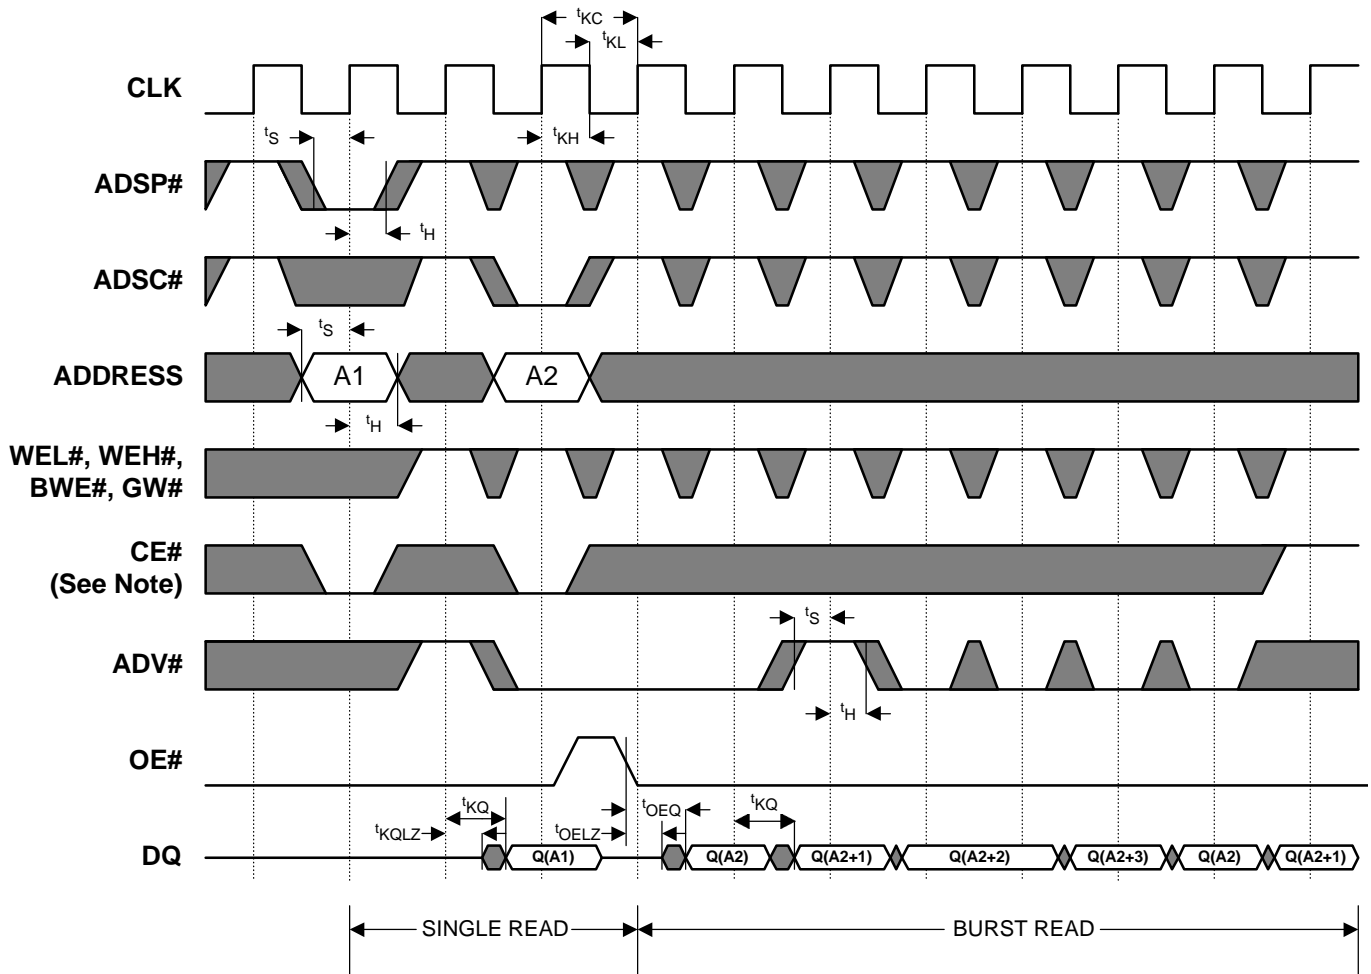 tKC
tKL
CLK
tS
tKH
ADSP#
tH
ADSC#
tS
ADDRESS
A1
A2
tH
WEL#, WEH#,
BWE#, GW#
CE#
(See Note)
tS
ADV#
tH
OE#
tKQ
tOEQ
tKQ
tKQLZ
tOELZ
DQ
Q(A1)
Q(A2)
Q(A2+1)
Q(A2+2)
Q(A2+3)
Q(A2)
Q(A2+1)
SINGLE READ
BURST READ